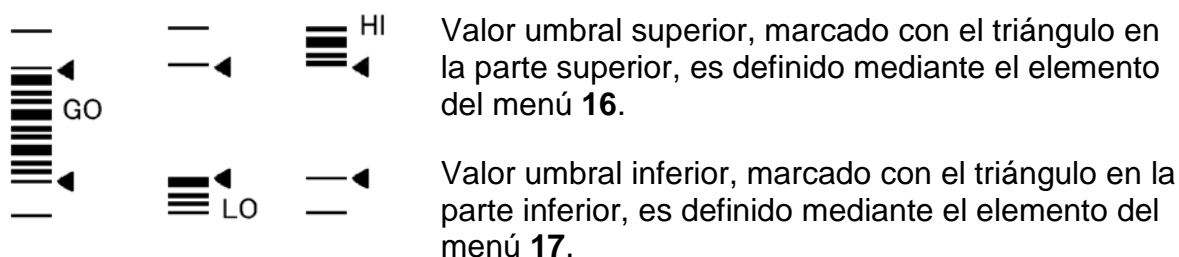 HI
GO
LO
Valor umbral superior, marcado con el triángulo en
la parte superior, es definido mediante el elemento
del menú 16.
Valor umbral inferior, marcado con el triángulo en la
parte inferior, es definido mediante el elemento del
menú 17.